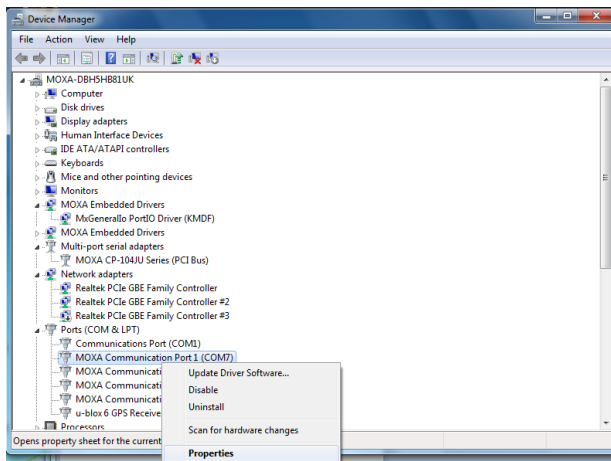 Device Manager
File Action View Help
MOXA-DBH5HB81UK
Computer
Disk drives
Display adapters
Human Interface Devices
IDE ATA/ATAPI controllers
Keyboards
Mice and other pointing devices
Monitors
MOXA Embedded Drivers
MxGeneralIo PortIO Driver (KMDF)
MOXA Embedded Drivers
Multi-port serial adapters
MOXA CP-104JU Series (PCI Bus)
Network adapters
Realtek PCIe GBE Family Controller
Realtek PCIe GBE Family Controller #2
Realtek PCIe GBE Family Controller #3
Ports (COM & LPT)
Communications Port (COM1)
MOXA Communication Port 1 (COM7)
MOXA Communicati
MOXA Communicati
MOXA Communicati
u-blox 6 GPS Receive
Processors
Update Driver Software...
Disable
Uninstall
Scan for hardware changes
Properties
Opens property sheet for the current